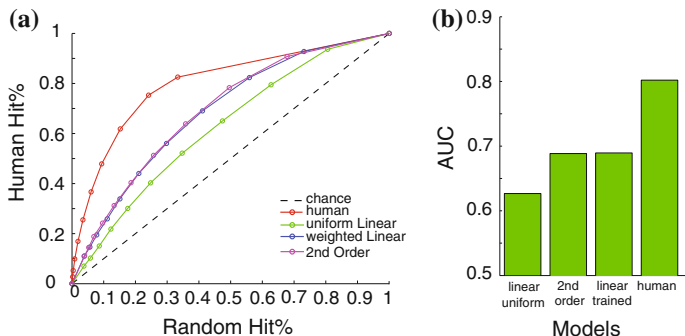 (a)
1
0.8
0.6
0.4
0.2
0
Human Hit%
chance
human
uniform Linear
weighted Linear
2nd Order
0 0.1 0.2 0.3 0.4 0.5 0.6 0.7 0.8 0.9 1
Random Hit%
(b)
0.9
0.8
0.7
0.6
0.5
AUC
linear uniform
2nd order
linear trained
human
Models